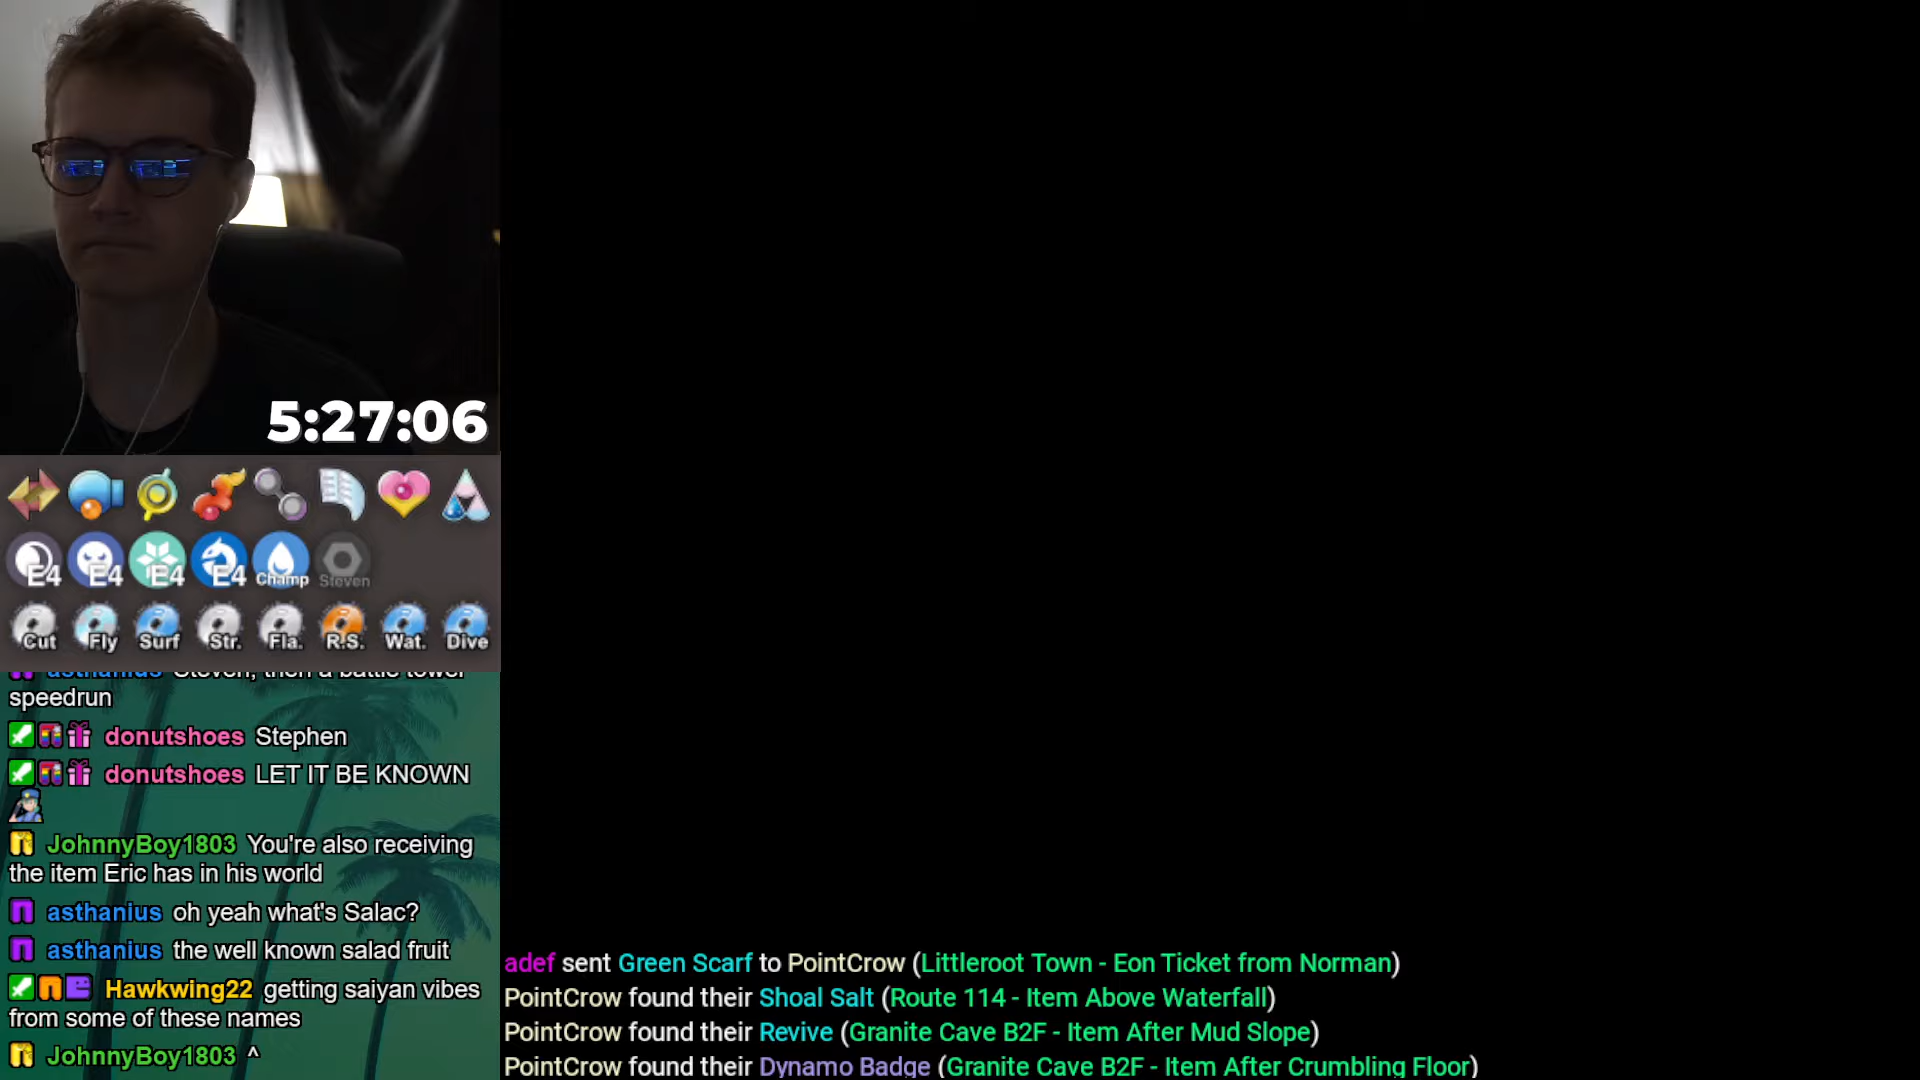 5:27:06
E4 E4 E4 E4 Champ Steven
Cut Fly Surf Str. Fla. R.S. Wat. Dive
asthanius Steven, then a battle tower
speedrun
donutshoes Stephen
donutshoes LET IT BE KNOWN
JohnnyBoy1803 You're also receiving
the item Eric has in his world
asthanius oh yeah what's Salac?
asthanius the well known salad fruit
Hawkwing22 getting saiyan vibes
from some of these names
JohnnyBoy1803 ^
adef sent Green Scarf to PointCrow (Littleroot Town - Eon Ticket from Norman)
PointCrow found their Shoal Salt (Route 114 - Item Above Waterfall)
PointCrow found their Revive (Granite Cave B2F - Item After Mud Slope)
PointCrow found their Dynamo Badge (Granite Cave B2F - Item After Crumbling Floor)